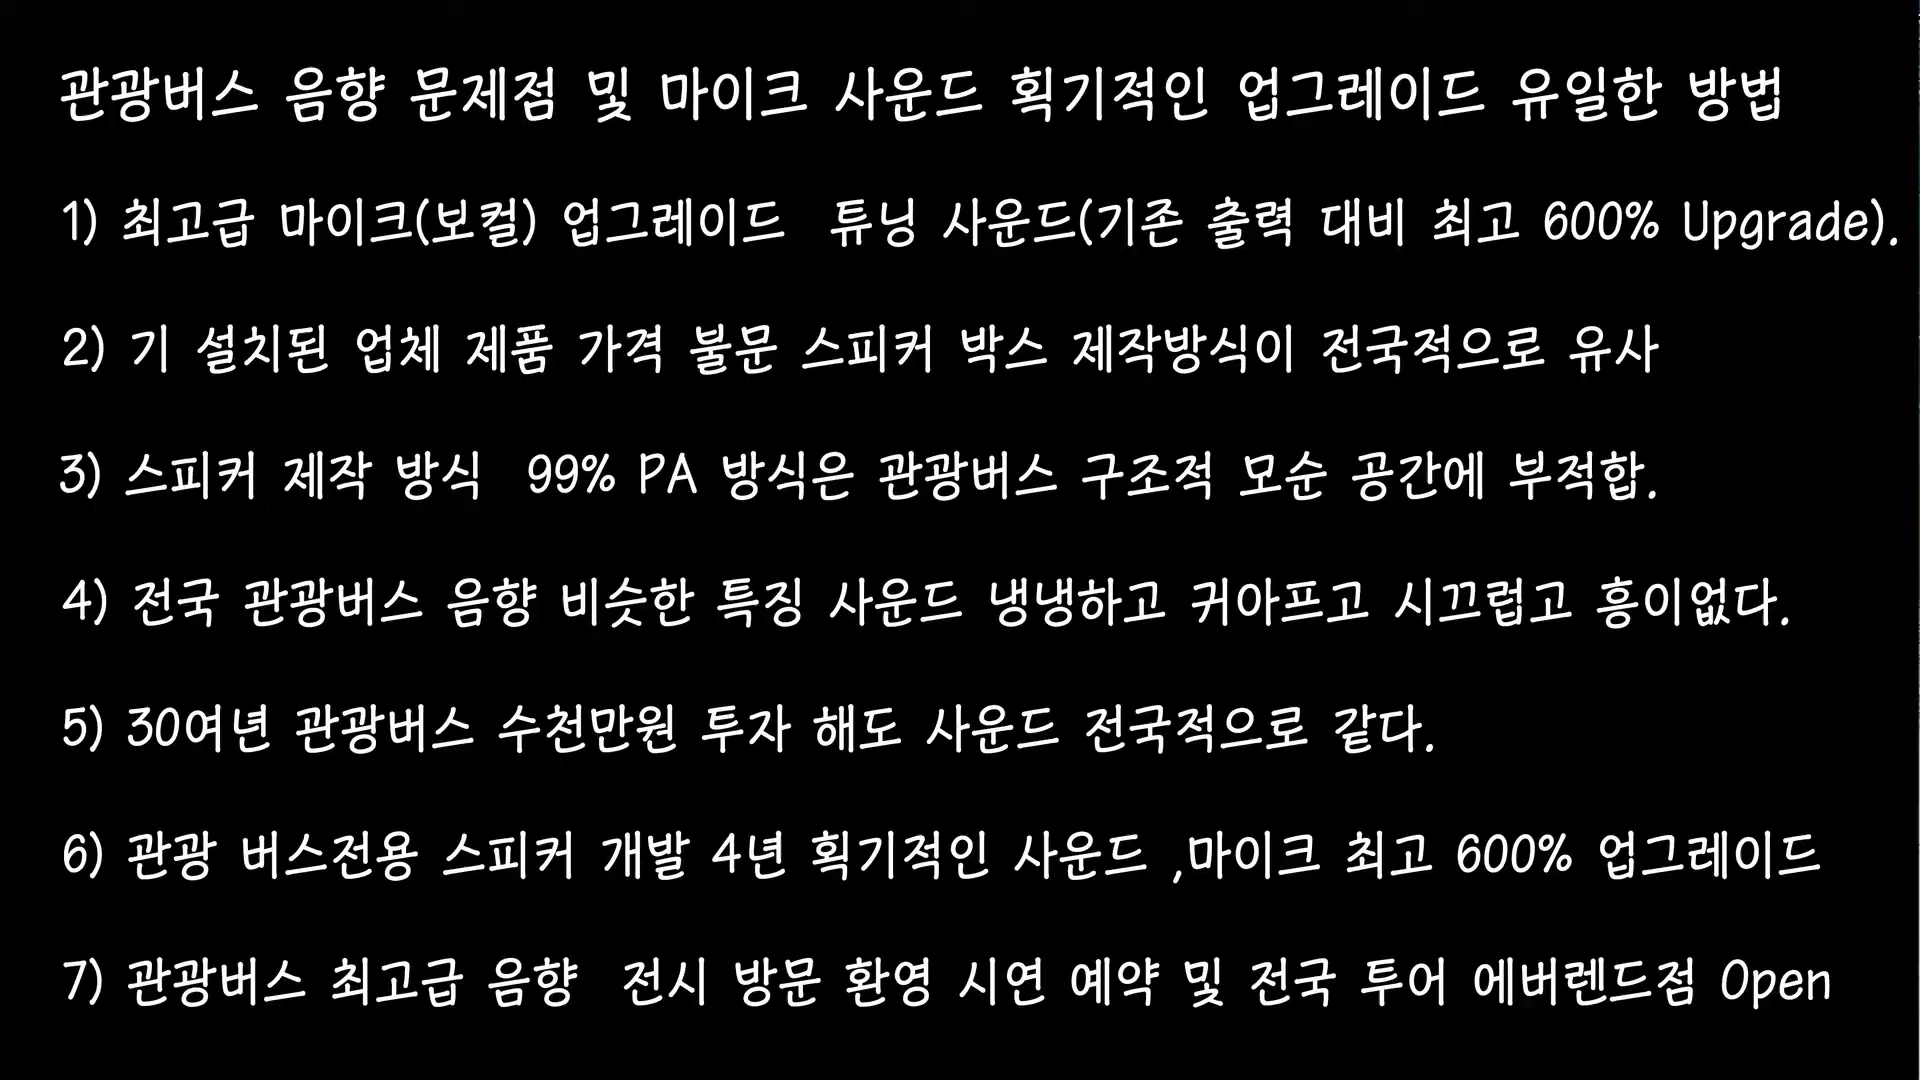 관광버스 음향 문제점 및 마이크 사운드 획기적인 업그레이드 유일한 방법
1) 최고급 마이크(보컬) 업그레이드 튜닝 사운드(기존 출력 대비 최고 600% Upgrade).
2) 기 설치된 업체 제품 가격 불문 스피커 박스 제작방식이 전국적으로 유사
3) 스피커 제작 방식 99% PA 방식은 관광버스 구조적 모순 공간에 부적합.
4) 전국 관광버스 음향 비슷한 특징 사운드 냉냉하고 귀아프고 시끄럽고 흥이없다.
5) 30여년 관광버스 수천만원 투자 해도 사운드 전국적으로 같다.
6) 관광 버스전용 스피커 개발 4년 획기적인 사운드 ,마이크 최고 600% 업그레이드
7) 관광버스 최고급 음향 전시 방문 환영 시연 예약 및 전국 투어 에버렌드점 Open